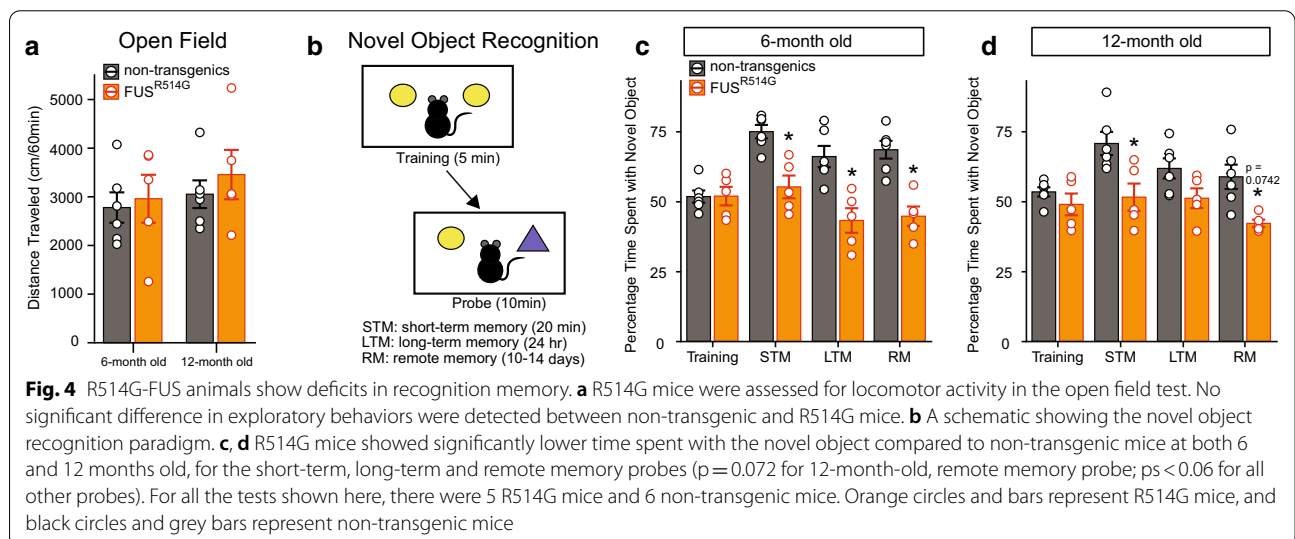 a Open Field
non-transgenics
FUS^R514G
Distance Traveled (cm/60min)
5000
4000
3000
2000
1000
0
6-month old 12-month old
b Novel Object Recognition
Training (5 min)
Probe (10min)
STM: short-term memory (20 min)
LTM: long-term memory (24 hr)
RM: remote memory (10-14 days)
c 6-month old
Percentage Time Spent with Novel Object
75
50
25
0
* * *
Training STM LTM RM
d 12-month old
Percentage Time Spent with Novel Object
75
50
25
0
*
p =
0.0742
*
Training STM LTM RM
Fig. 4 R514G-FUS animals show deficits in recognition memory. a R514G mice were assessed for locomotor activity in the open field test. No
significant difference in exploratory behaviors were detected between non-transgenic and R514G mice. b A schematic showing the novel object
recognition paradigm. c, d R514G mice showed significantly lower time spent with the novel object compared to non-transgenic mice at both 6
and 12 months old, for the short-term, long-term and remote memory probes (p = 0.072 for 12-month-old, remote memory probe; ps < 0.06 for all
other probes). For all the tests shown here, there were 5 R514G mice and 6 non-transgenic mice. Orange circles and bars represent R514G mice, and
black circles and grey bars represent non-transgenic mice